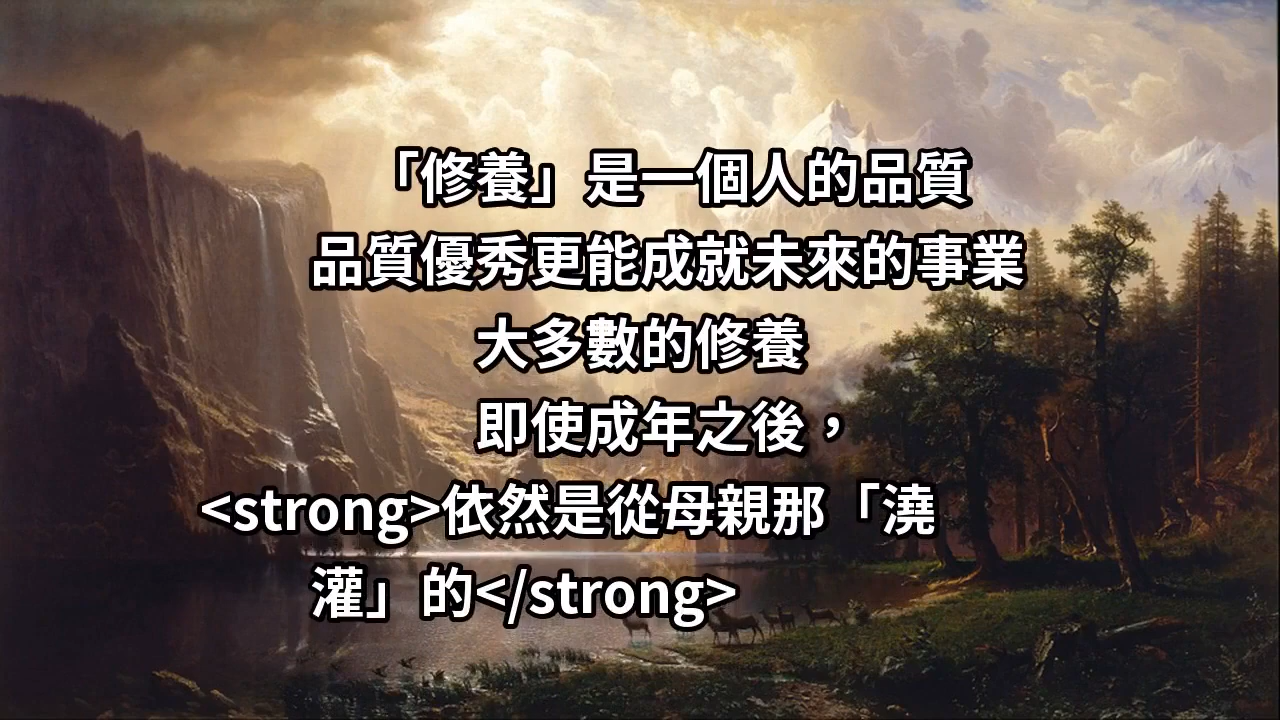 「修養」是一個人的品質
品質優秀更能成就未來的事業
大多數的修養
即使成年之後，
<strong>依然是從母親那「澆
灌」的</strong>